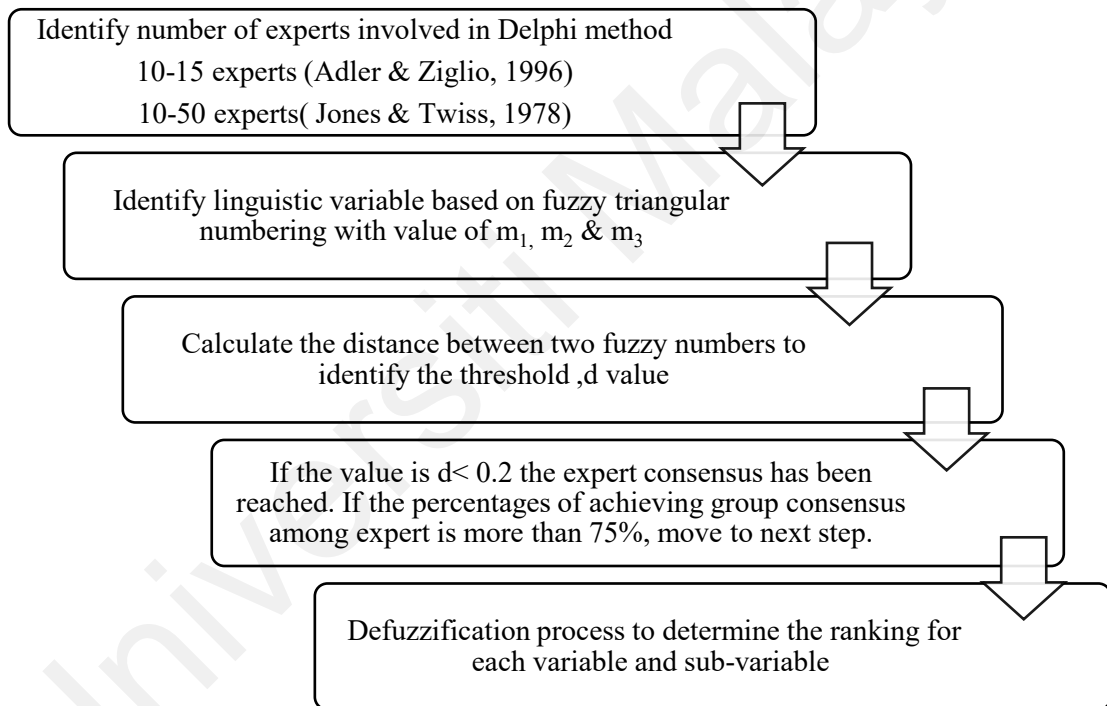 Identify number of experts involved in Delphi method
10-15 experts (Adler & Ziglio, 1996)
10-50 experts( Jones & Twiss, 1978)
Identify linguistic variable based on fuzzy triangular
numbering with value of m₁, m₂ & m₃
Calculate the distance between two fuzzy numbers to
identify the threshold ,d value
If the value is d< 0.2 the expert consensus has been
reached. If the percentages of achieving group consensus
among expert is more than 75%, move to next step.
Defuzzification process to determine the ranking for
each variable and sub-variable